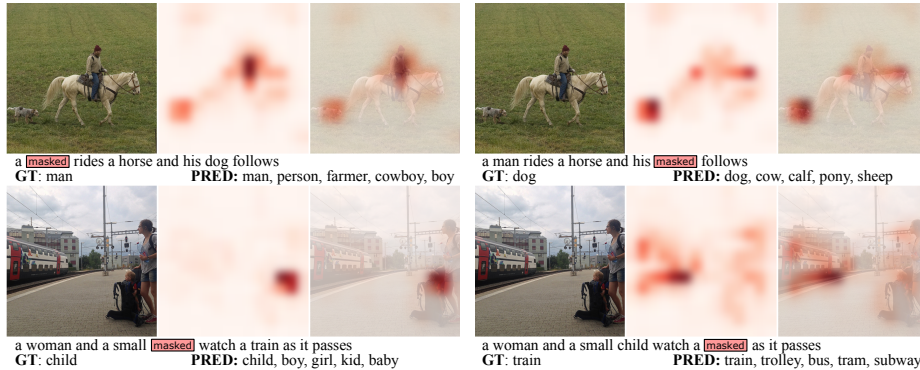 a masked rides a horse and his dog follows
GT: man PRED: man, person, farmer, cowboy, boy
a man rides a horse and his masked follows
GT: dog PRED: dog, cow, calf, pony, sheep
a woman and a small masked watch a train as it passes
GT: child PRED: child, boy, girl, kid, baby
a woman and a small child watch a masked as it passes
GT: train PRED: train, trolley, bus, tram, subway